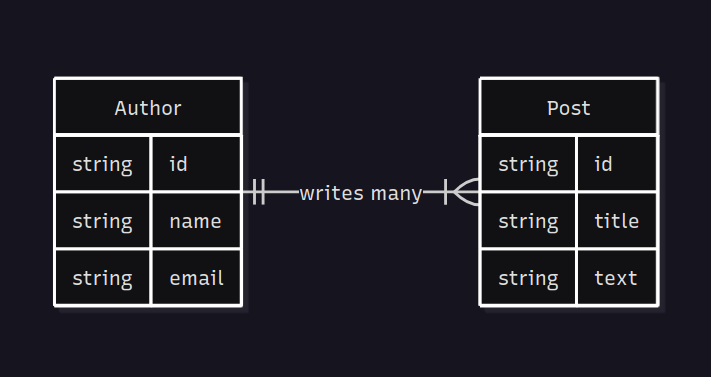 Author
string id
string name
string email
writes many
Post
string id
string title
string text